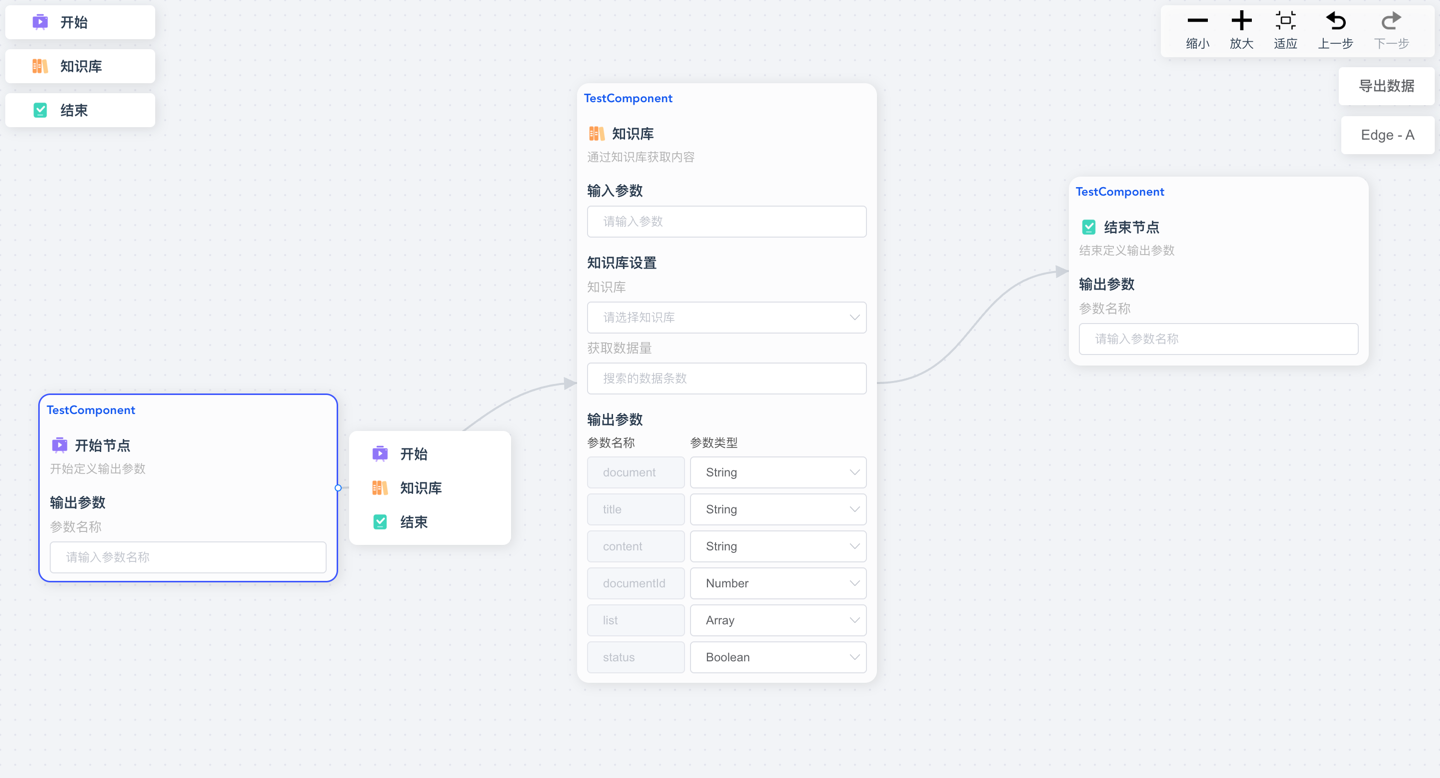 开始
知识库
结束
缩小 放大 适应 上一步 下一步
导出数据
Edge - A
TestComponent
开始节点
开始定义输出参数
输出参数
参数名称
请输入参数名称
开始
知识库
结束
TestComponent
知识库
通过知识库获取内容
输入参数
请输入参数
知识库设置
知识库
请选择知识库
获取数据量
搜索的数据条数
输出参数
参数名称 参数类型
document String
title String
content String
documentId Number
list Array
status Boolean
TestComponent
结束节点
结束定义输出参数
输出参数
参数名称
请输入参数名称